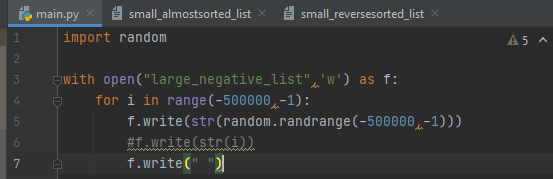 main.py small_almostsorted_list small_reversesorted_list
1 import random 5
2
3 with open("large_negative_list",'w') as f:
4 for i in range(-500000,-1):
5 f.write(str(random.randrange(-500000,-1)))
6 #f.write(str(i))
7 f.write(" ")